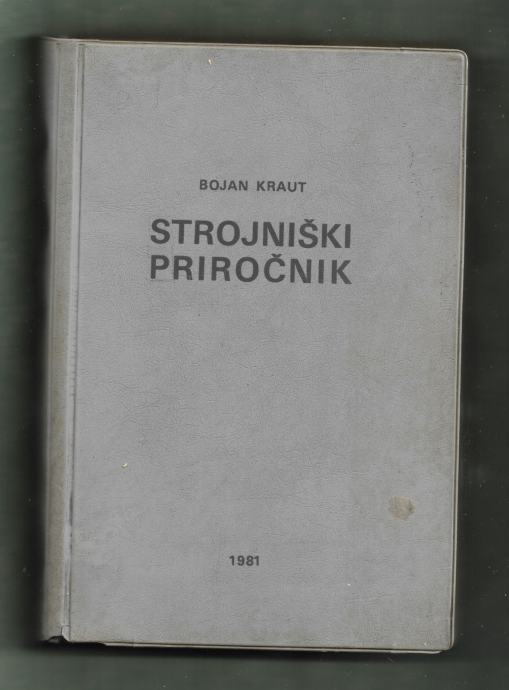 BOJAN KRAUT
STROJNIŠKI
PRIROČNIK
1981